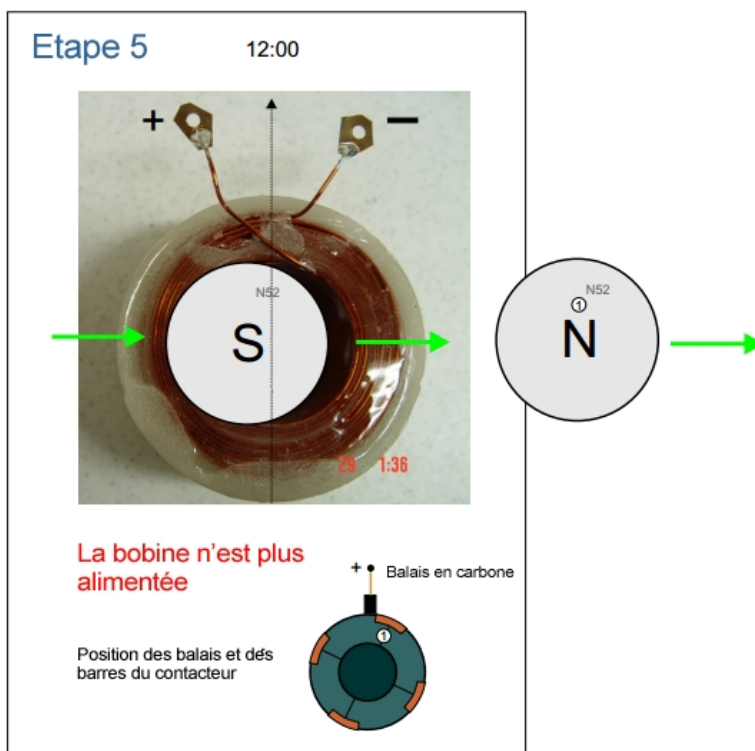 Etape 5
12:00
+
—
N52
S
N52
1
N
29 1:36
La bobine n'est plus
alimentée
+
Balais en carbone
1
Position des balais et des
barres du contacteur